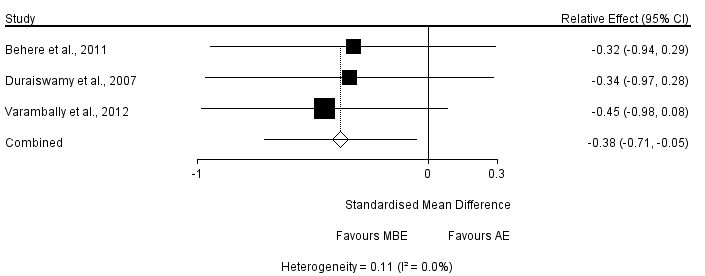 Study Relative Effect (95% CI)
Behere et al., 2011 -0.32 (-0.94, 0.29)
Duraiswamy et al., 2007 -0.34 (-0.97, 0.28)
Varambally et al., 2012 -0.45 (-0.98, 0.08)
Combined -0.38 (-0.71, -0.05)
-1 0 0.3
Standardised Mean Difference
Favours MBE Favours AE
Heterogeneity = 0.11 (I² = 0.0%)